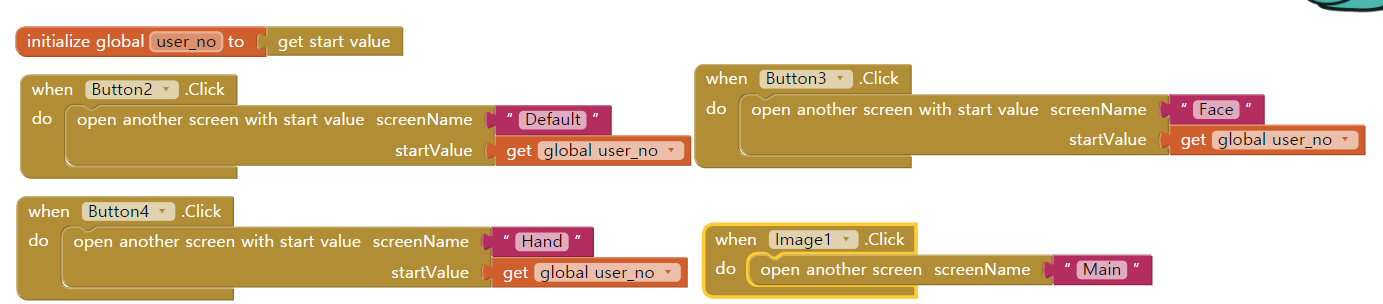 initialize global user_no to get start value
when Button2 .Click
do open another screen with start value screenName " Default "
startValue get global user_no
when Button3 .Click
do open another screen with start value screenName " Face "
startValue get global user_no
when Button4 .Click
do open another screen with start value screenName " Hand "
startValue get global user_no
when Image1 .Click
do open another screen screenName " Main "